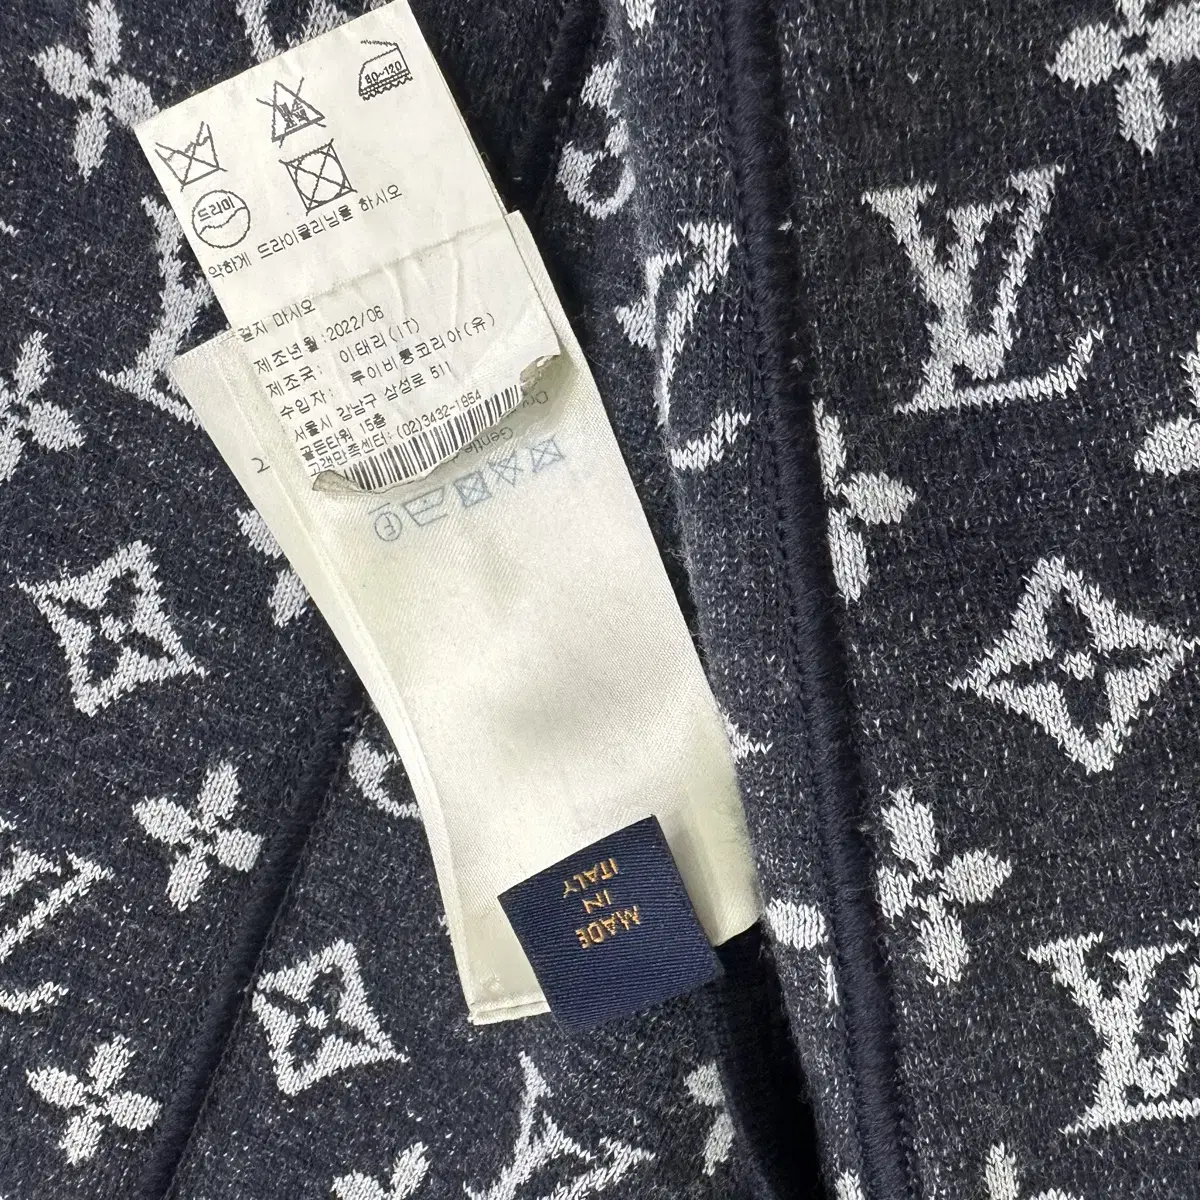 80~120
드라이
약하게 드라이클리닝을 하시오
걸지 마시오
제조년월:2022/06
제조국: 이태리(IT)
수입자: 루이비통코리아(유)
서울시 강남구 삼성로 511
골든타워 15층
고객만족센터:(02)3432-1854
2
Gentle
F
MADE
IN
ITALY
LV
LV